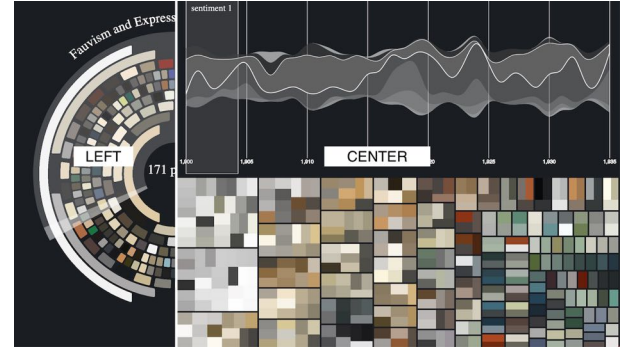 Fauvism and Express
sentiment 1
LEFT
171 p
CENTER
1,900 1,905 1,910 20 1,925 1,930 1,935